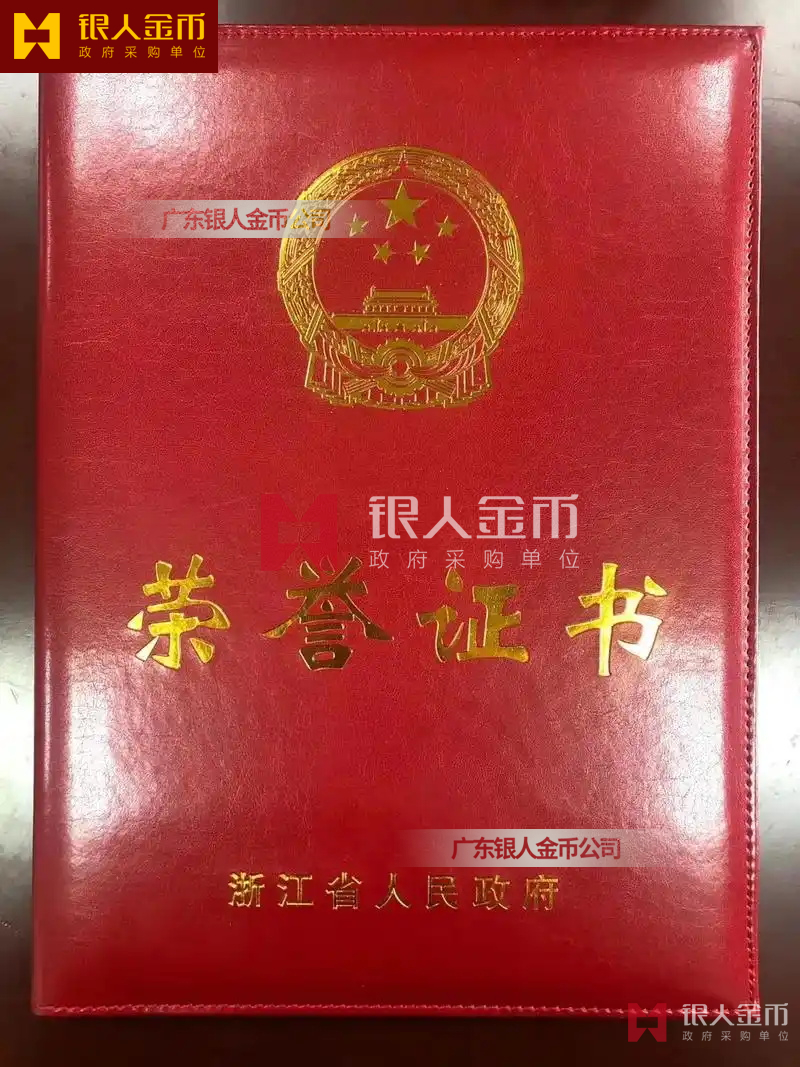 银人金币
政府采购单位
广东银人金币公司
银人金币
政府采购单位
荣誉证书
广东银人金币公司
浙江省人民政府
银人金币
政府采购单位